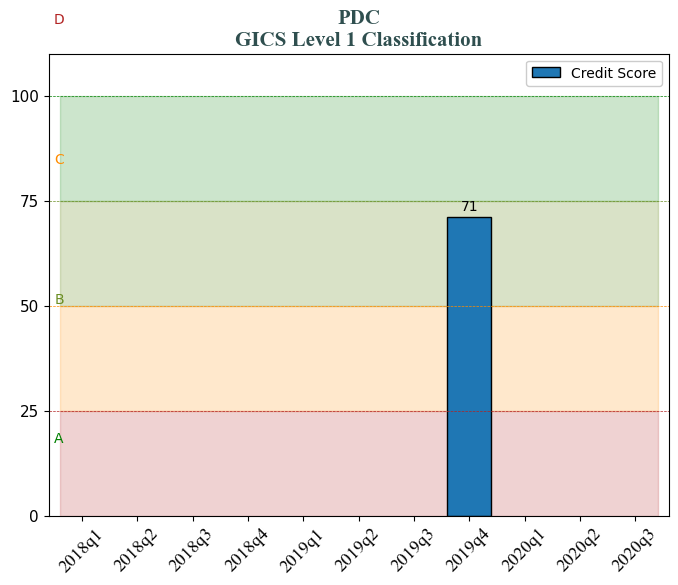 D
PDC
GICS Level 1 Classification
Credit Score
100
C
75
71
B
50
25
A
0
2018q1 2018q2 2018q3 2018q4 2019q1 2019q2 2019q3 2019q4 2020q1 2020q2 2020q3